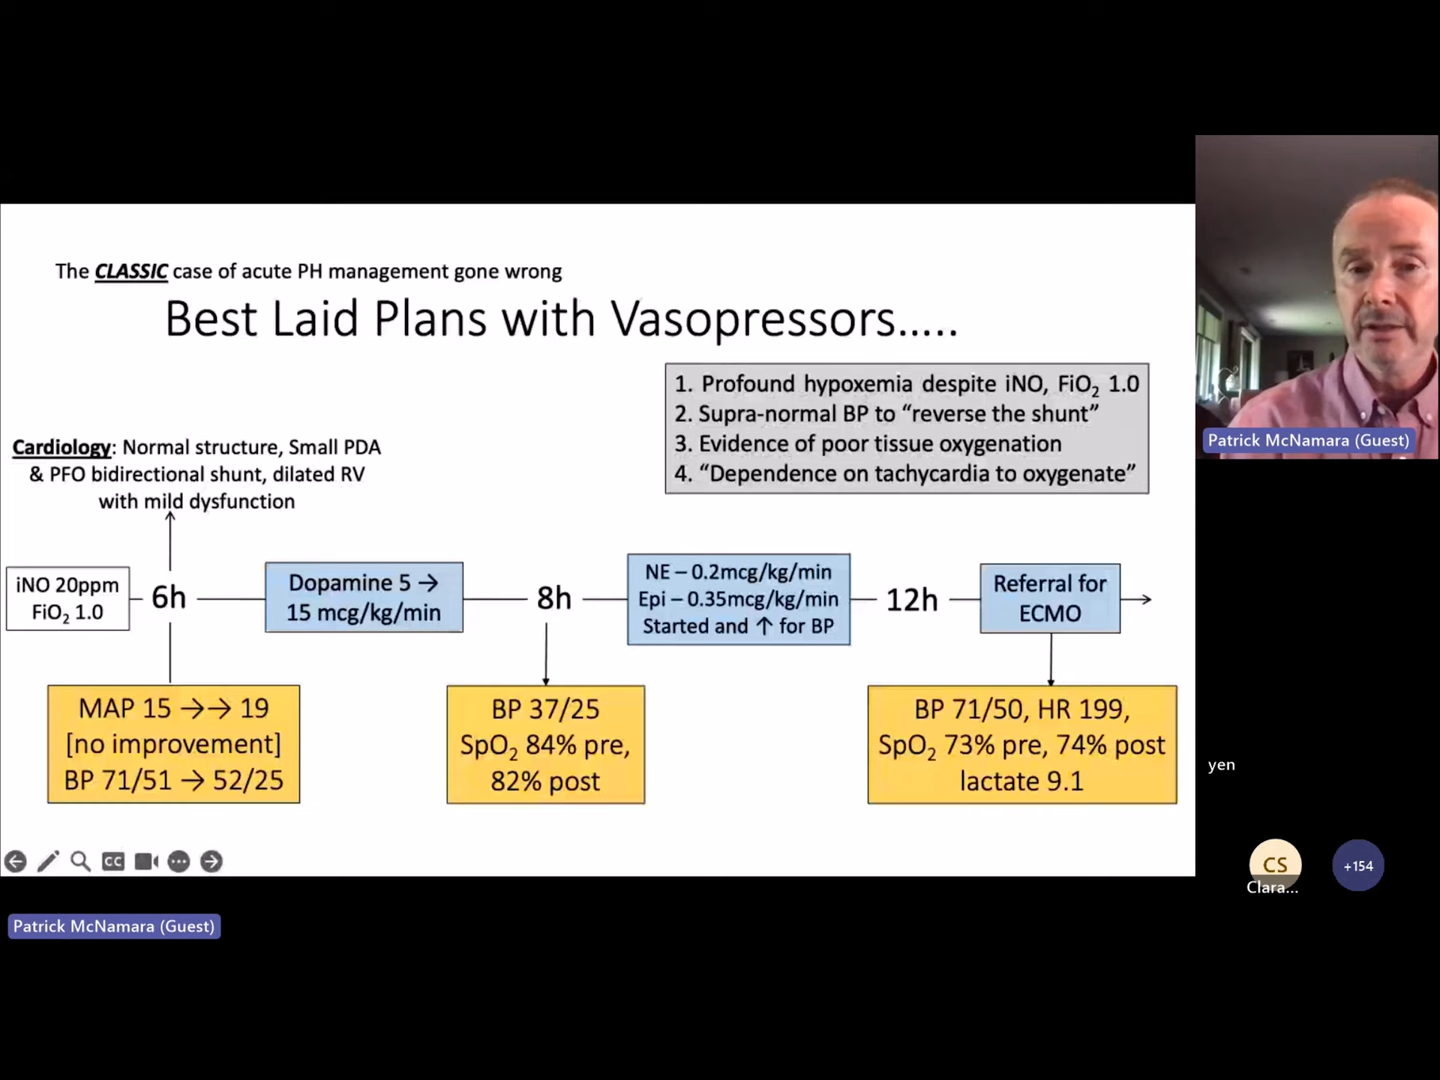 The CLASSIC case of acute PH management gone wrong
Best Laid Plans with Vasopressors…..
1. Profound hypoxemia despite iNO, FiO₂ 1.0
2. Supra-normal BP to “reverse the shunt”
3. Evidence of poor tissue oxygenation
4. “Dependence on tachycardia to oxygenate”
Cardiology: Normal structure, Small PDA
& PFO bidirectional shunt, dilated RV
with mild dysfunction
iNO 20ppm
FiO₂ 1.0
6h
Dopamine 5 →
15 mcg/kg/min
8h
NE – 0.2mcg/kg/min
Epi – 0.35mcg/kg/min
Started and ↑ for BP
12h
Referral for
ECMO
MAP 15 →→ 19
[no improvement]
BP 71/51 → 52/25
BP 37/25
SpO₂ 84% pre,
82% post
BP 71/50, HR 199,
SpO₂ 73% pre, 74% post
lactate 9.1
CC
Patrick McNamara (Guest)
Patrick McNamara (Guest)
yen
CS
Clara...
+154